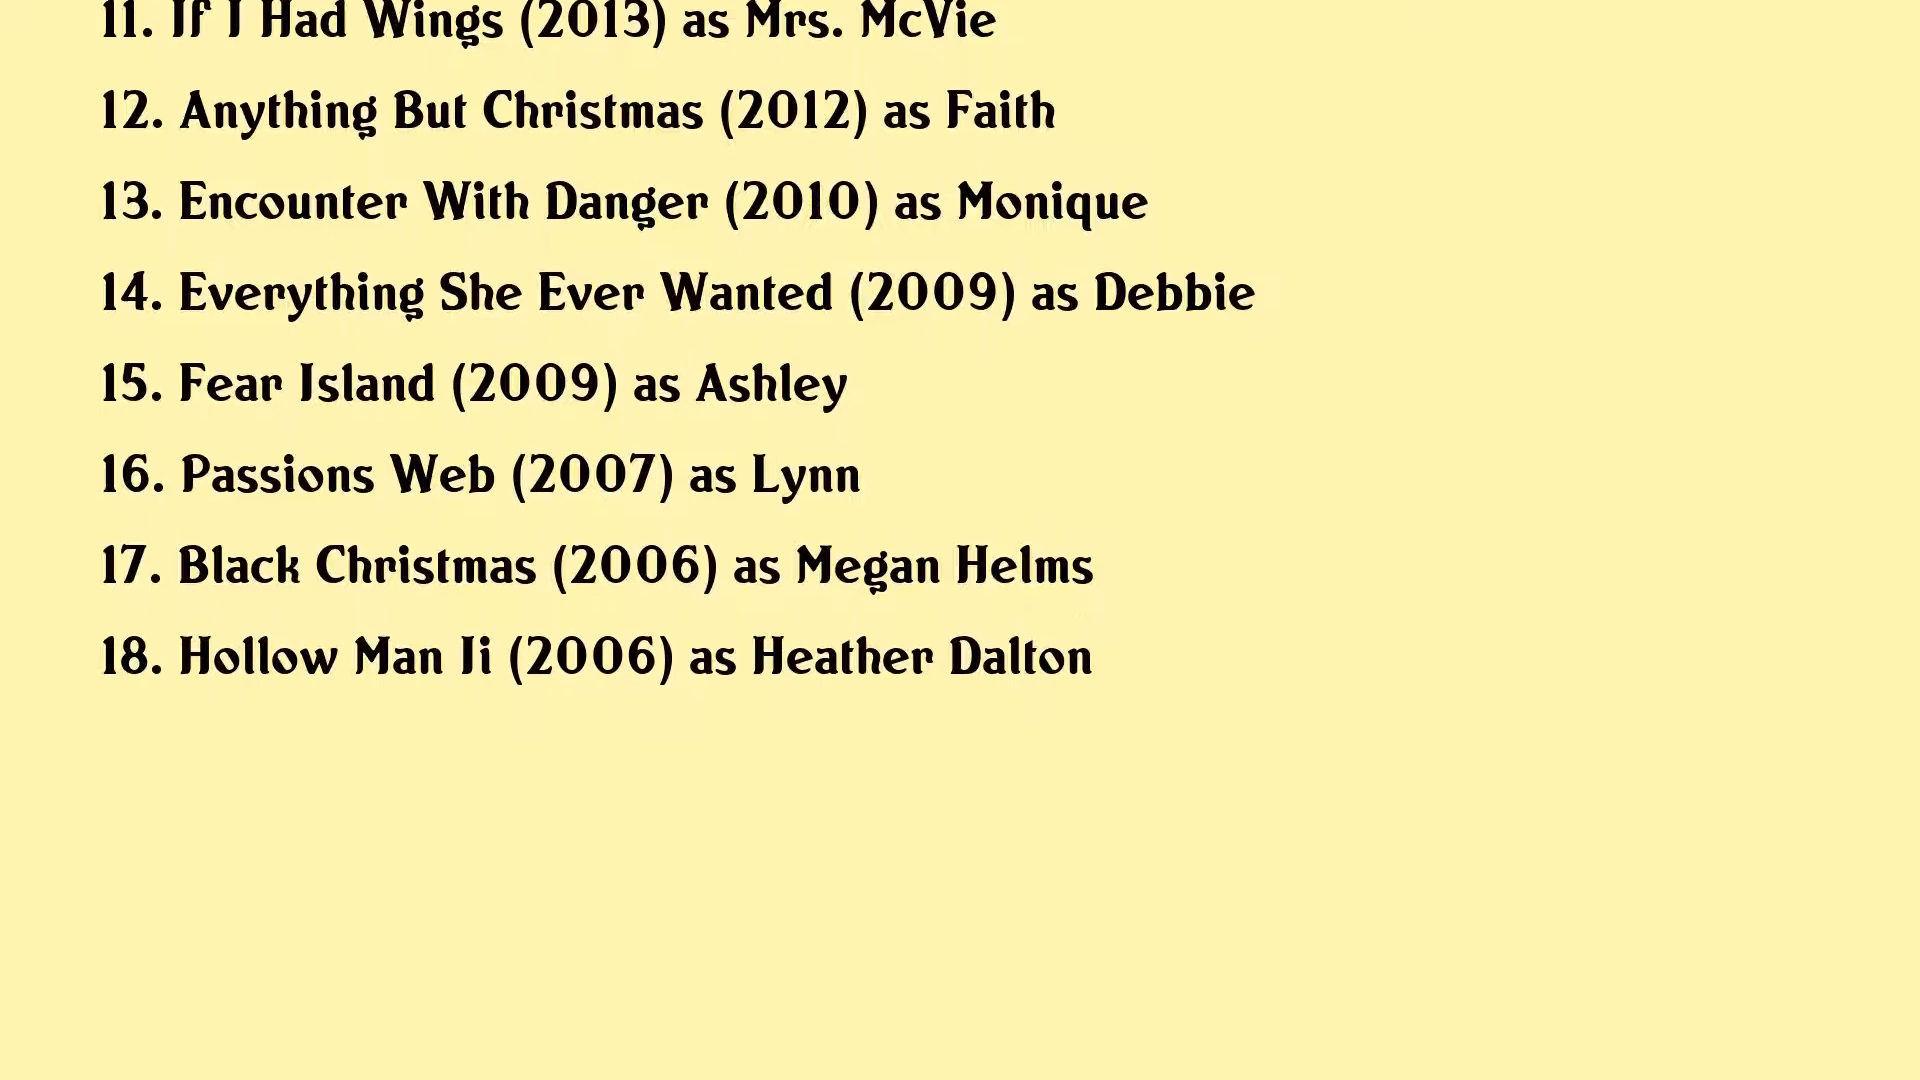 11. If I Had Wings (2013) as Mrs. McVie
12. Anything But Christmas (2012) as Faith
13. Encounter With Danger (2010) as Monique
14. Everything She Ever Wanted (2009) as Debbie
15. Fear Island (2009) as Ashley
16. Passions Web (2007) as Lynn
17. Black Christmas (2006) as Megan Helms
18. Hollow Man Ii (2006) as Heather Dalton